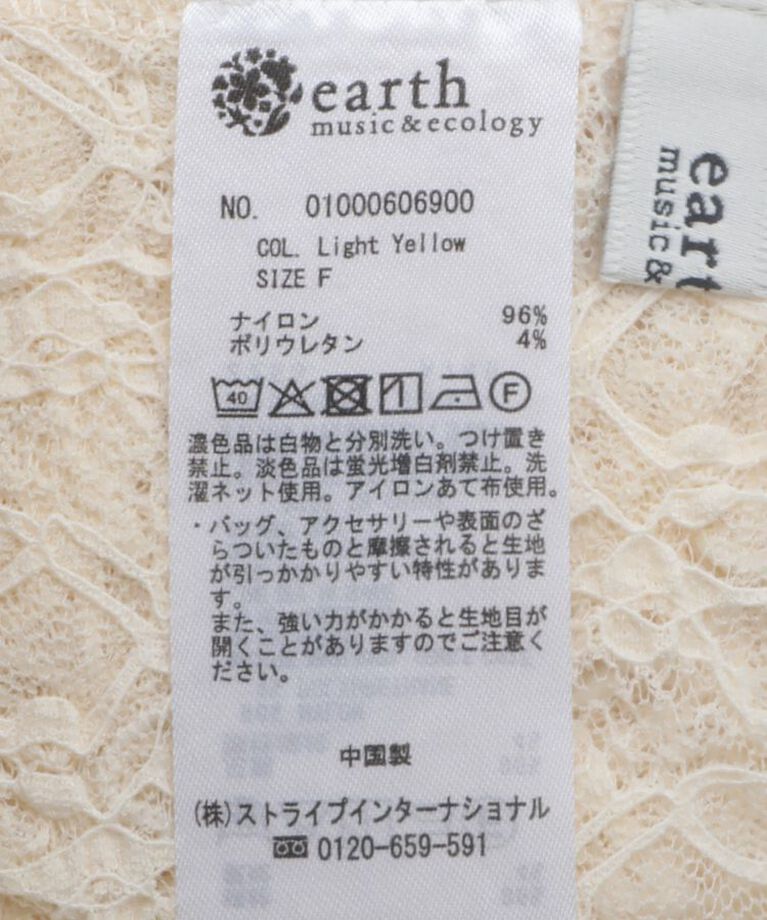 earth
music&ecology
NO. 01000606900
COL. Light Yellow
SIZE F
ナイロン 96%
ポリウレタン 4%
40
F
濃色品は白物と分別洗い。つけ置き
禁止。淡色品は蛍光増白剤禁止。洗
濯ネット使用。アイロンあて布使用。
・バッグ、アクセサリーや表面のざ
らついたものと摩擦されると生地
が引っかかりやすい特性がありま
す。
また、強い力がかかると生地目が
開くことがありますのでご注意く
ださい。
中国製
(株)ストライプインターナショナル
0120-659-591
eart
music&